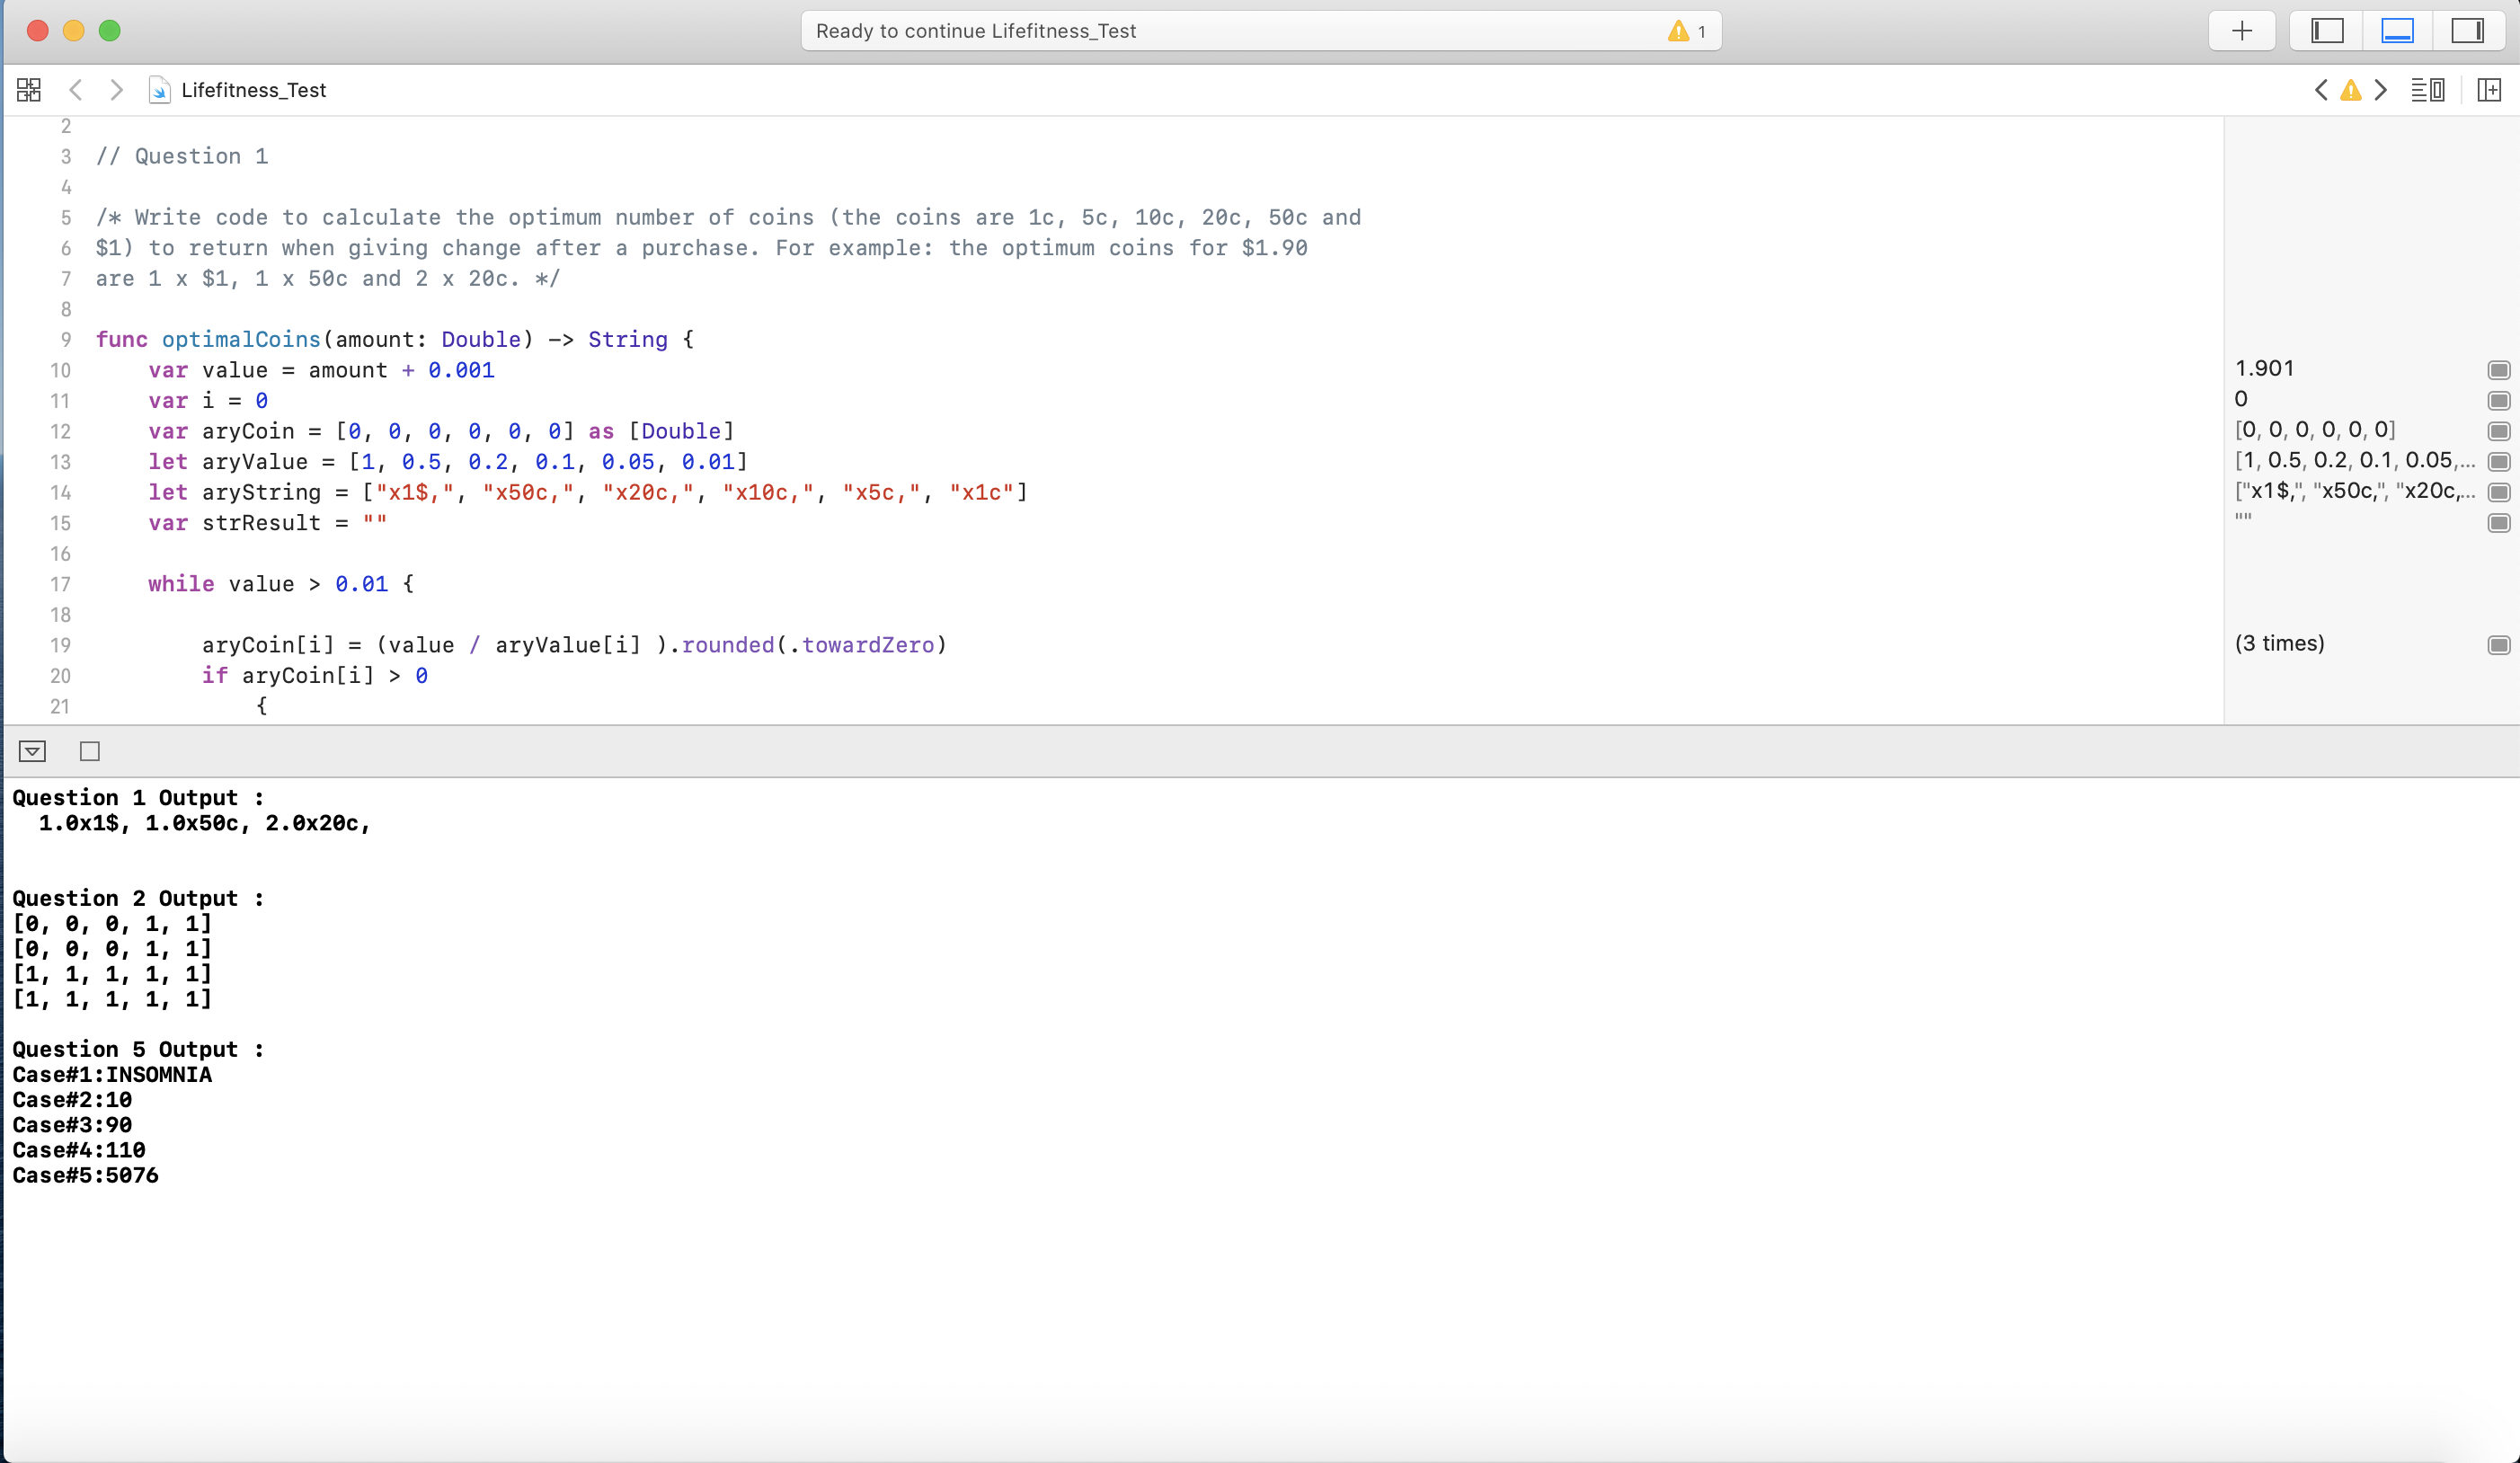 Ready to continue Lifefitness_Test 1
Lifefitness_Test
2
3 // Question 1
4
5 /* Write code to calculate the optimum number of coins (the coins are 1c, 5c, 10c, 20c, 50c and
6 $1) to return when giving change after a purchase. For example: the optimum coins for $1.90
7 are 1 x $1, 1 x 50c and 2 x 20c. */
8
9 func optimalCoins(amount: Double) -> String {
10 var value = amount + 0.001 1.901
11 var i = 0 0
12 var aryCoin = [0, 0, 0, 0, 0, 0] as [Double] [0, 0, 0, 0, 0, 0]
13 let aryValue = [1, 0.5, 0.2, 0.1, 0.05, 0.01] [1, 0.5, 0.2, 0.1, 0.05,...
14 let aryString = ["x1$,", "x50c,", "x20c,", "x10c,", "x5c,", "x1c"] ["x1$,", "x50c,", "x20c,...
15 var strResult = "" ""
16
17 while value > 0.01 {
18
19 aryCoin[i] = (value / aryValue[i] ).rounded(.towardZero) (3 times)
20 if aryCoin[i] > 0
21 {
Question 1 Output :
1.0x1$, 1.0x50c, 2.0x20c,
Question 2 Output :
[0, 0, 0, 1, 1]
[0, 0, 0, 1, 1]
[1, 1, 1, 1, 1]
[1, 1, 1, 1, 1]
Question 5 Output :
Case#1:INSOMNIA
Case#2:10
Case#3:90
Case#4:110
Case#5:5076